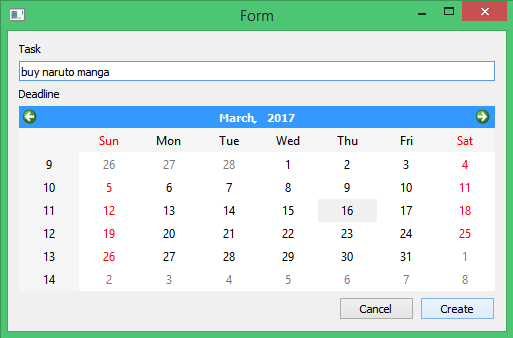 Form
Task
buy naruto manga
Deadline
March, 2017
Sun Mon Tue Wed Thu Fri Sat
9 26 27 28 1 2 3 4
10 5 6 7 8 9 10 11
11 12 13 14 15 16 17 18
12 19 20 21 22 23 24 25
13 26 27 28 29 30 31 1
14 2 3 4 5 6 7 8
Cancel Create